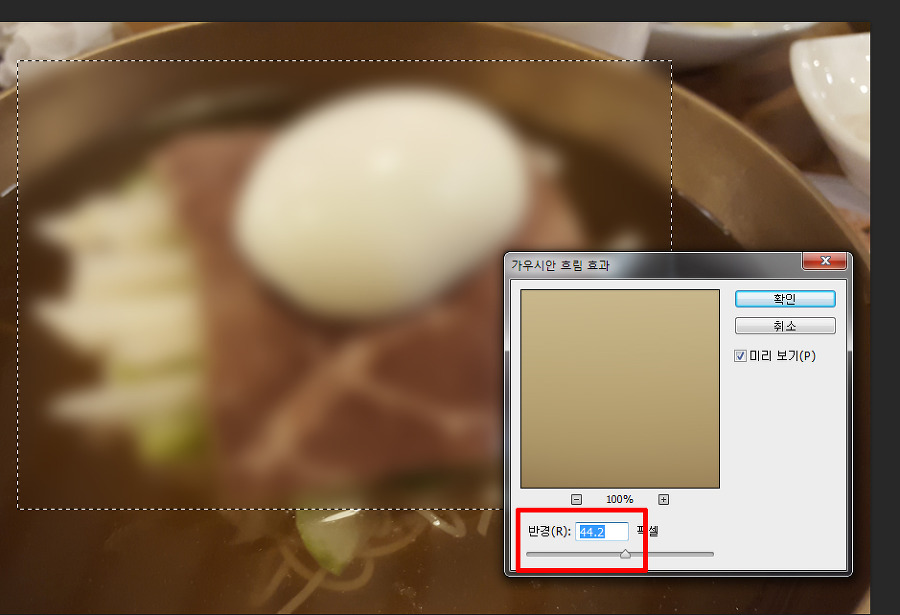 가우시안 흐림 효과
확인
취소
미리 보기(P)
100%
반경(R): 44.2 픽셀